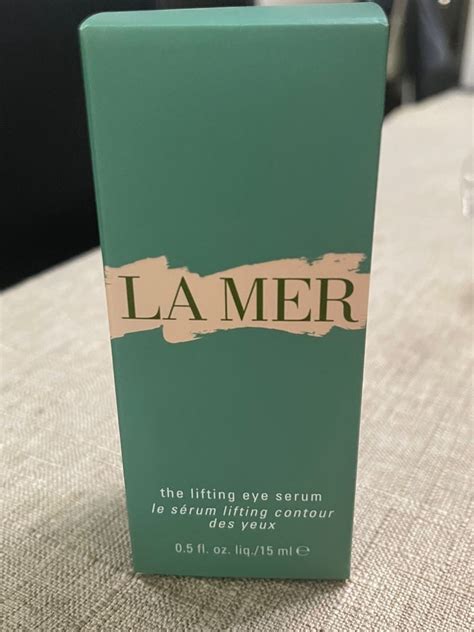 LA MER
the lifting eye serum
le sérum lifting contour
des yeux
0.5 fl. oz. liq./15 ml ℮